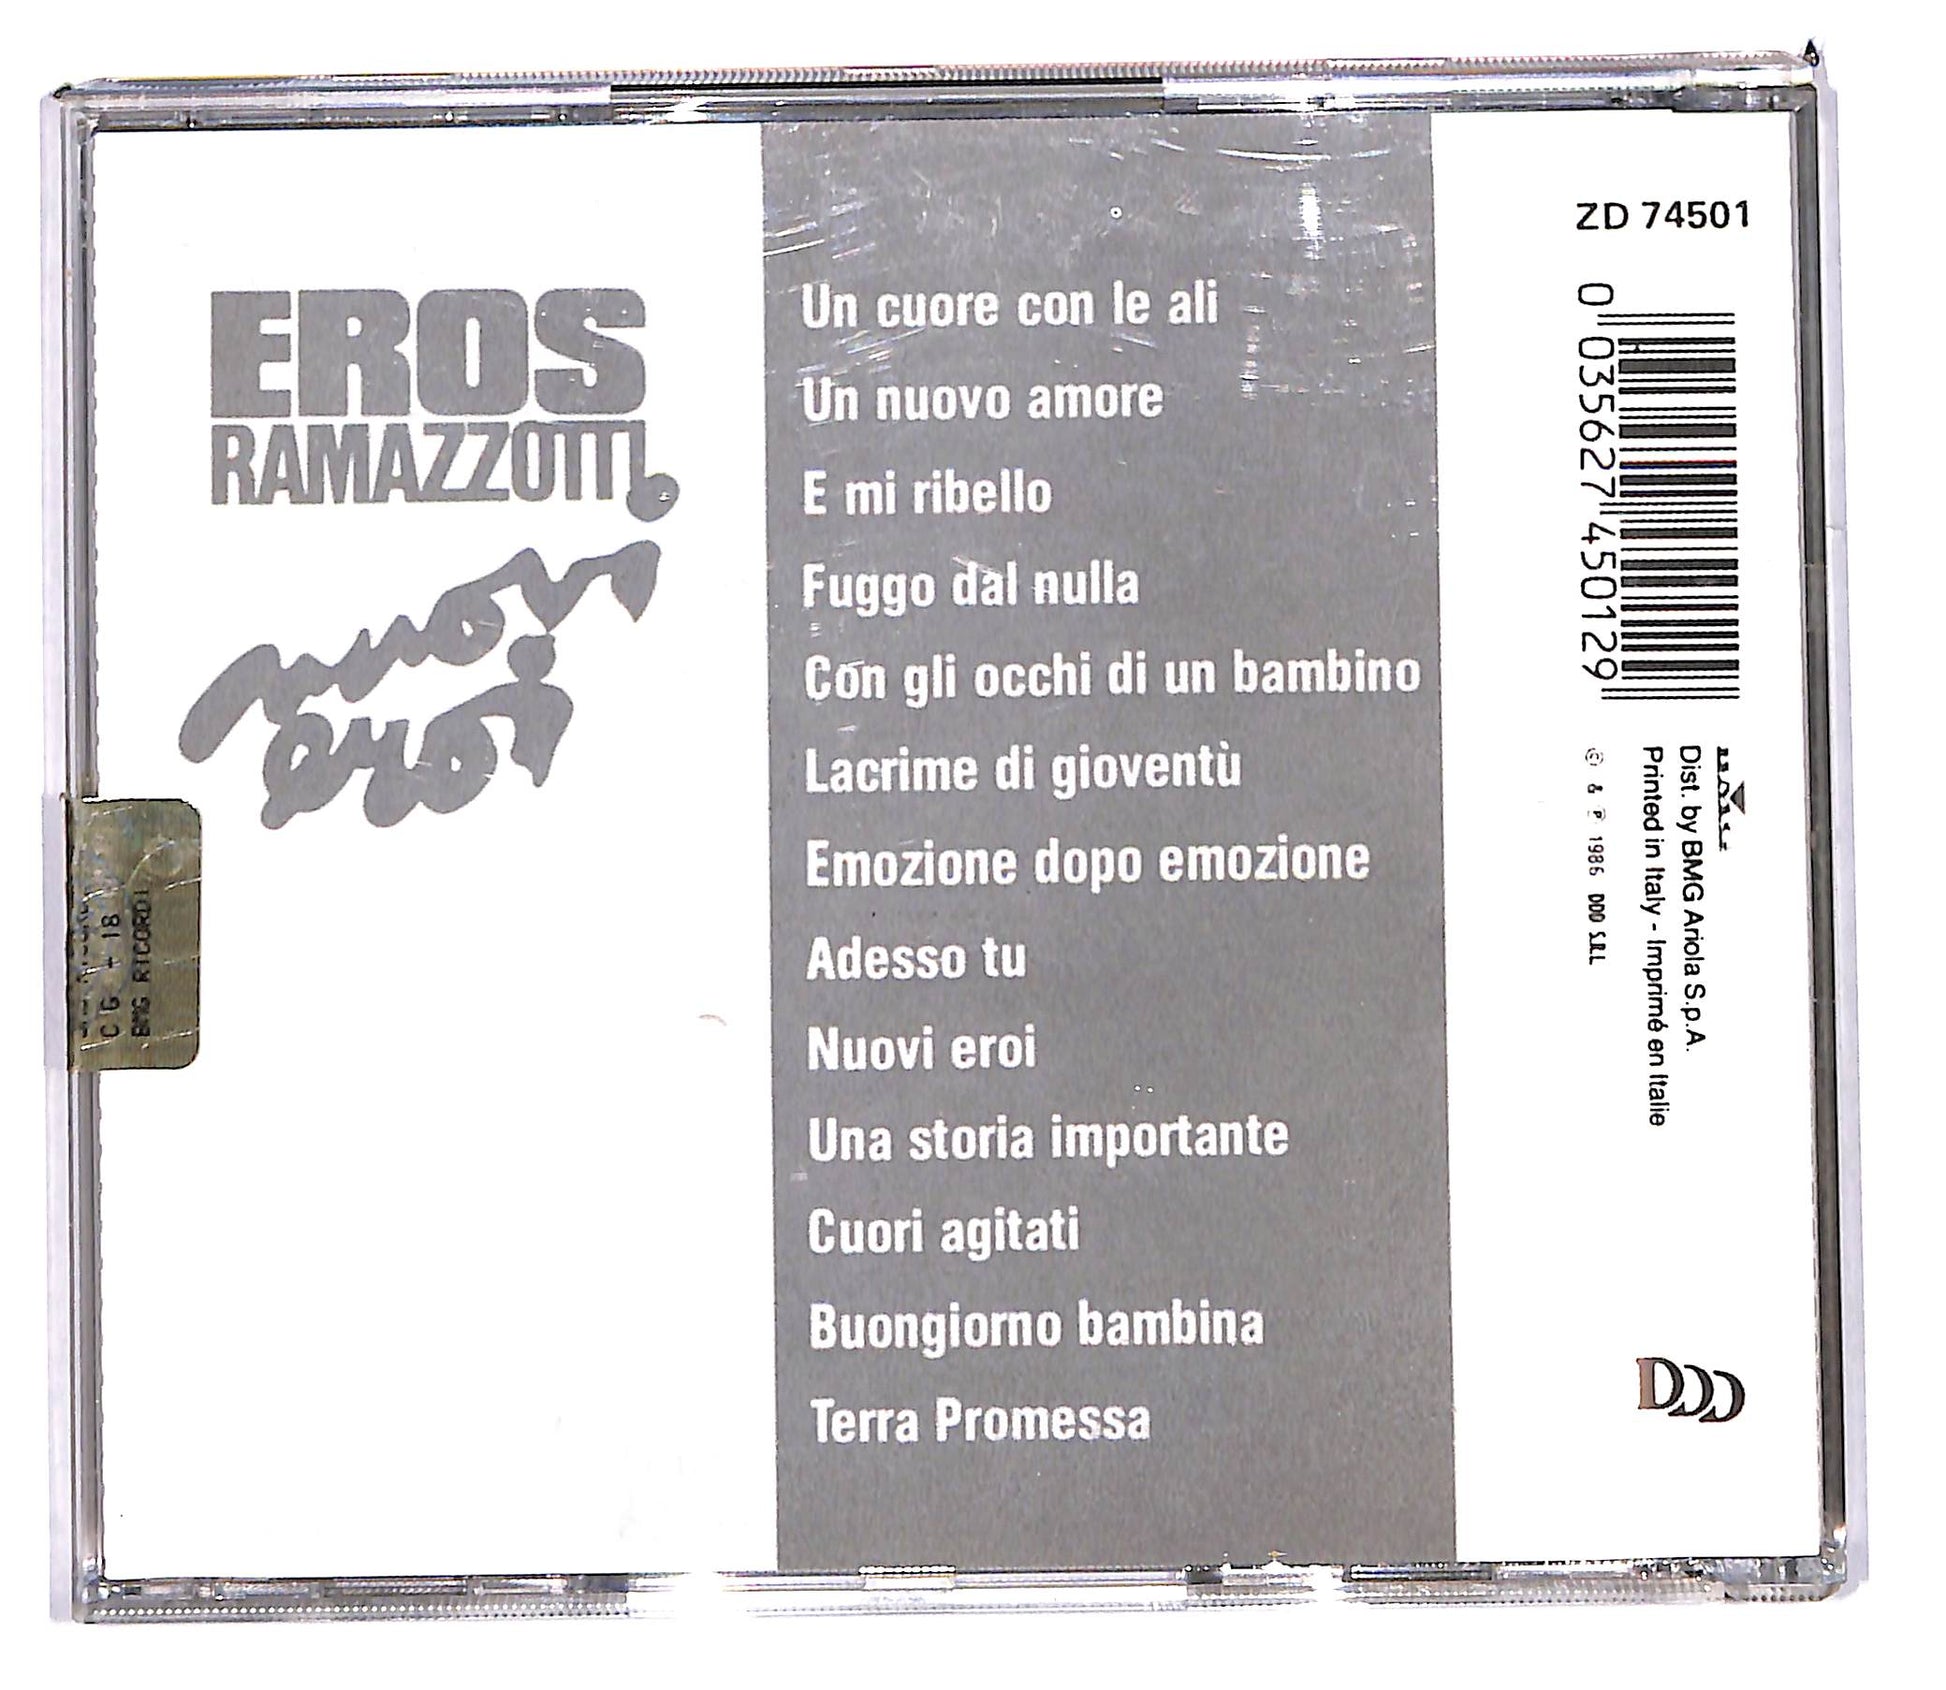 EROS
RAMAZZOTTI
nuovi
eroi
Un cuore con le ali
Un nuovo amore
E mi ribello
Fuggo dal nulla
Con gli occhi di un bambino
Lacrime di gioventù
Emozione dopo emozione
Adesso tu
Nuovi eroi
Una storia importante
Cuori agitati
Buongiorno bambina
Terra Promessa
ZD 74501
0 035627 450129
Dist. by BMG Ariola S.p.A.
Printed in Italy - Imprimé en Italie
© & ℗ 1986 DDD S.R.L.
DDD
CG + 18
BMG RICORDI